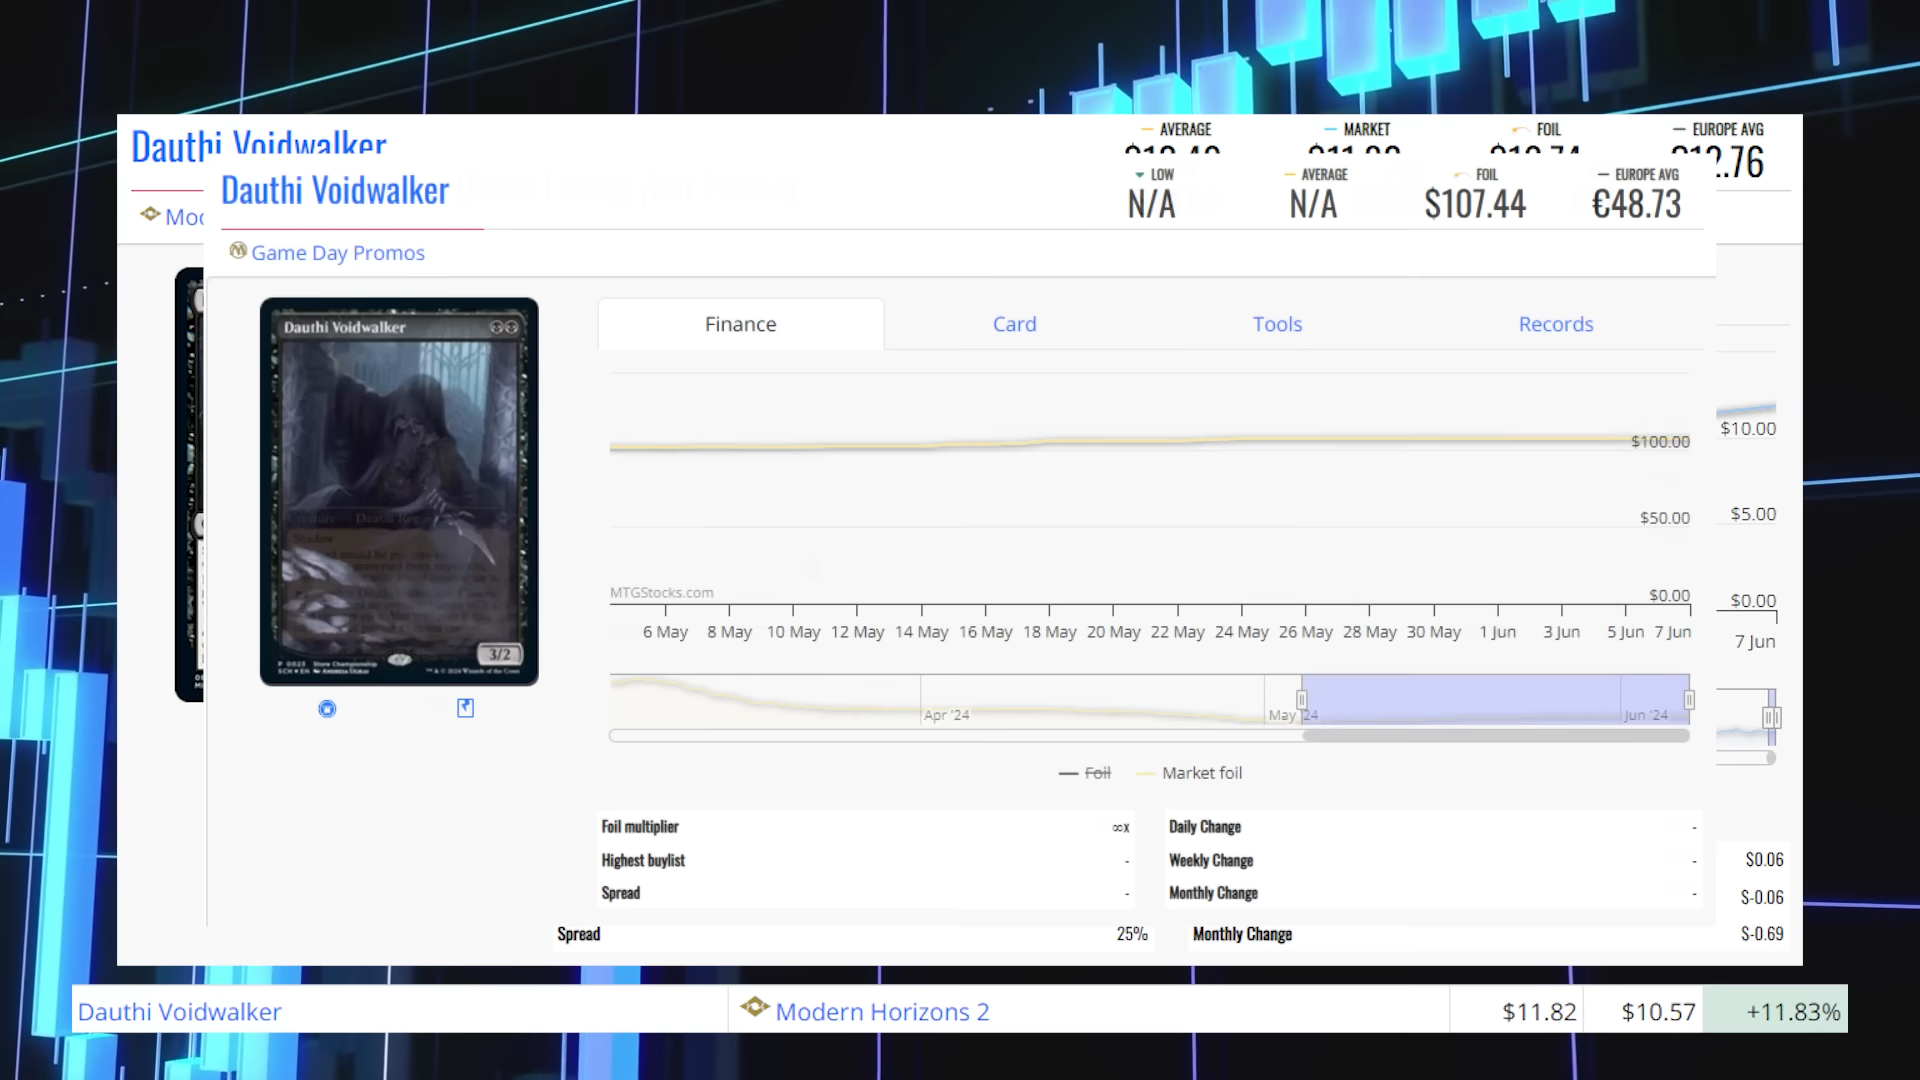 Dauthi Voidwalker
AVERAGE MARKET FOIL EUROPE AVG
Dauthi Voidwalker
LOW AVERAGE FOIL EUROPE AVG
N/A N/A $107.44 €48.73
Game Day Promos
Dauthi Voidwalker
3/2
Finance Card Tools Records
$100.00
$50.00
$0.00
$10.00
$5.00
$0.00
MTGStocks.com
6 May 8 May 10 May 12 May 14 May 16 May 18 May 20 May 22 May 24 May 26 May 28 May 30 May 1 Jun 3 Jun 5 Jun 7 Jun
7 Jun
Apr '24 May '24 Jun '24
Foil Market foil
Foil multiplier ∞x
Highest buylist -
Spread -
Daily Change -
Weekly Change -
Monthly Change -
$0.06
$-0.06
Spread 25% Monthly Change $-0.69
Dauthi Voidwalker Modern Horizons 2 $11.82 $10.57 +11.83%